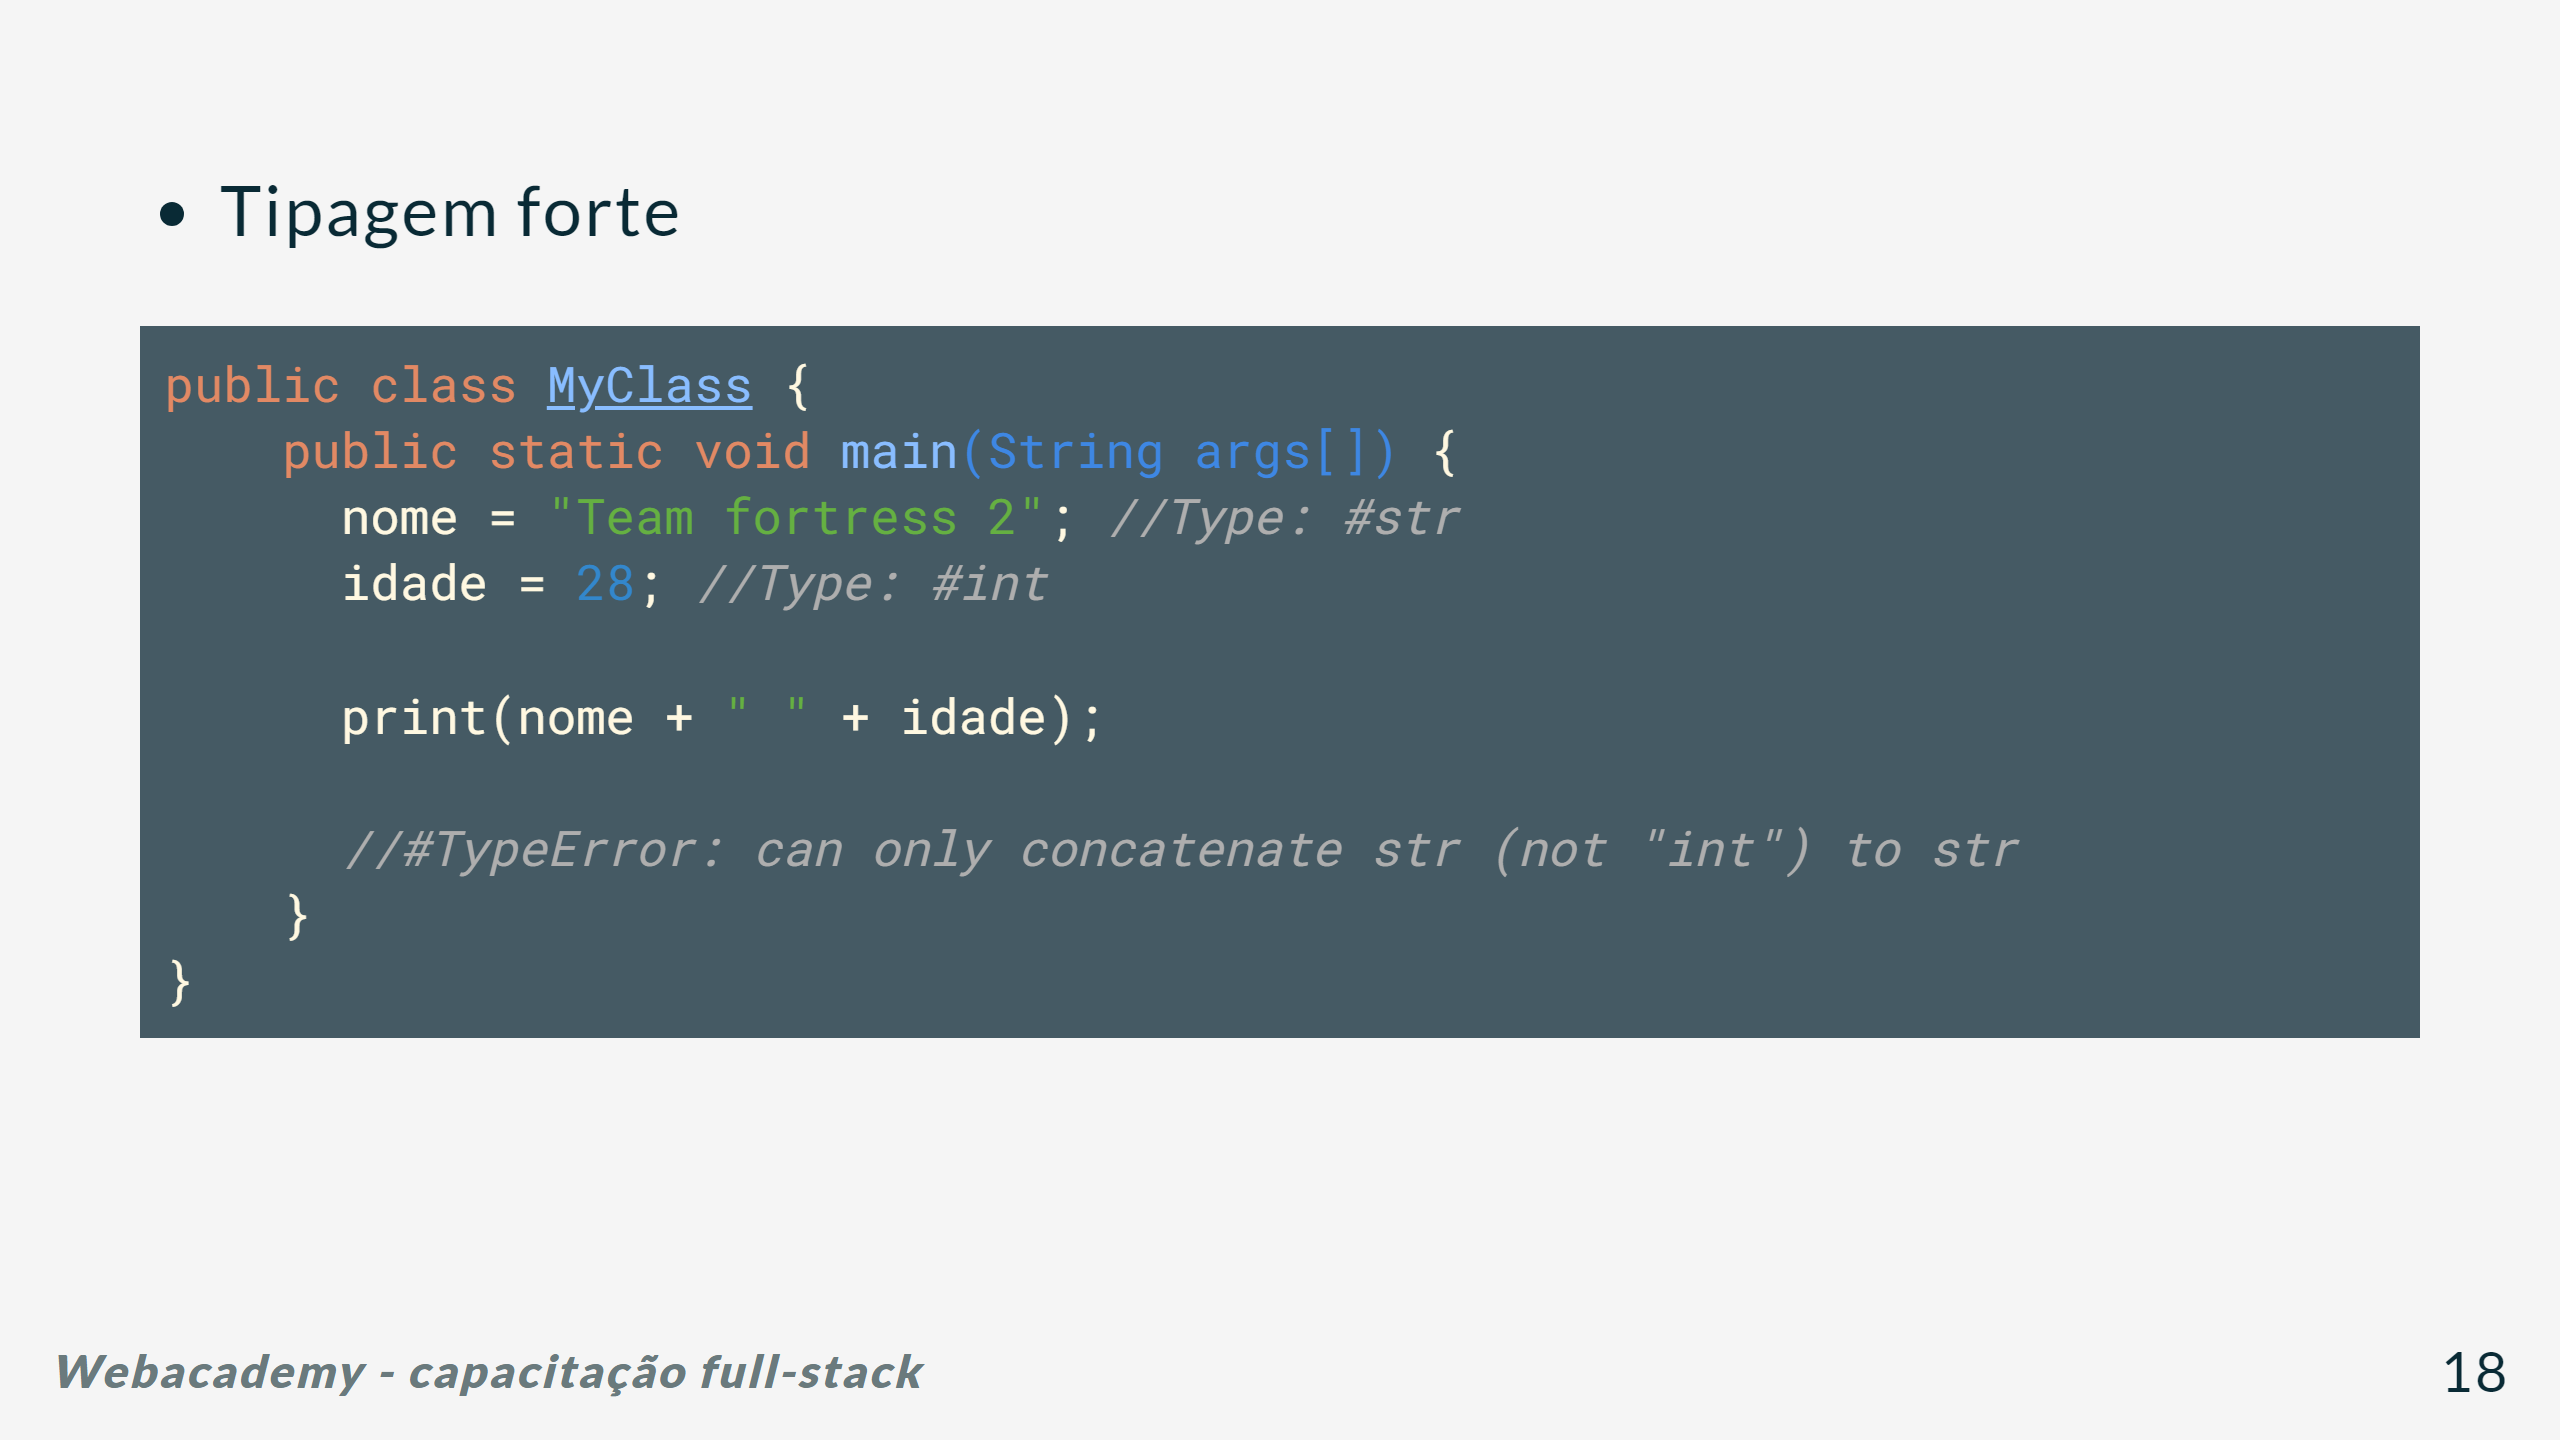 • Tipagem forte
public class MyClass {
    public static void main(String args[]) {
      nome = "Team fortress 2"; //Type: #str
      idade = 28; //Type: #int

      print(nome + " " + idade);

      //#TypeError: can only concatenate str (not "int") to str
    }
}
Webacademy - capacitação full-stack
18